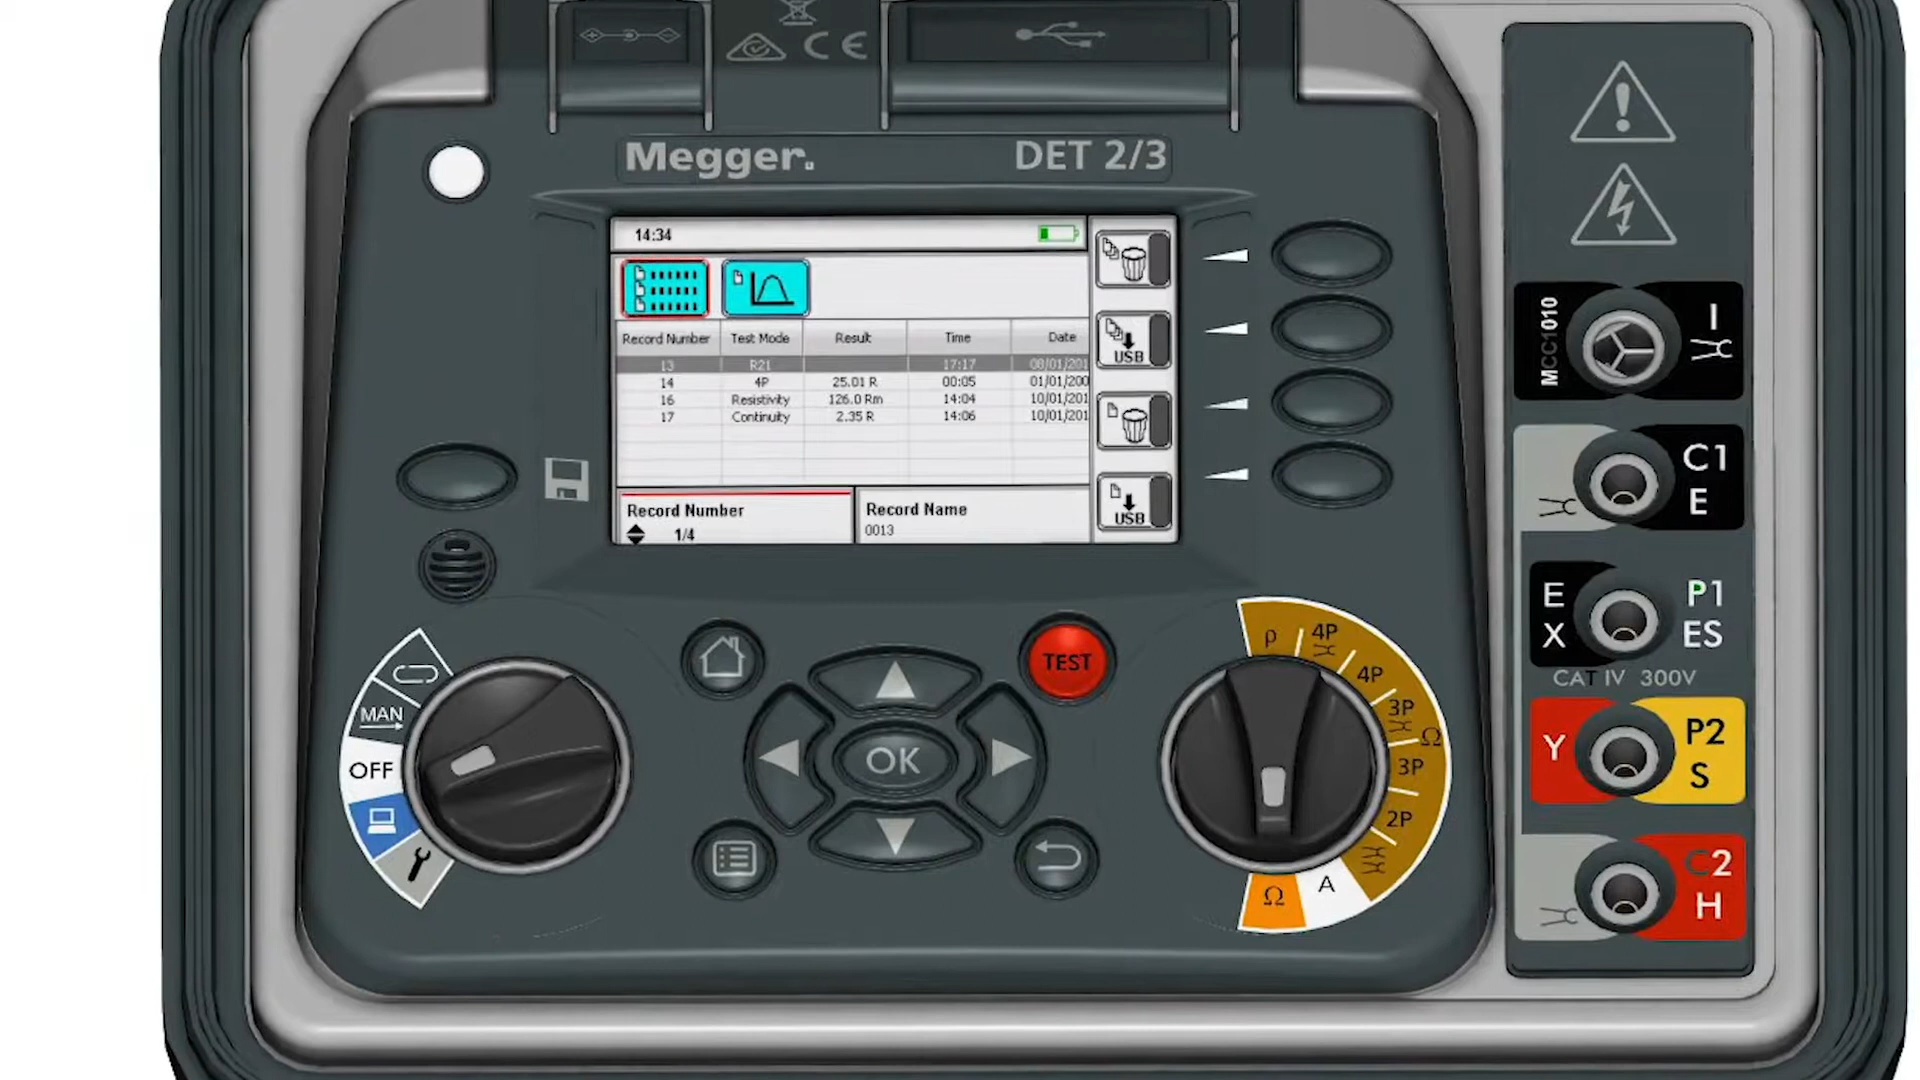 CE
Megger.
DET 2/3
14:34
Record Number Test Mode Result Time Date
13 R21 17:17 08/01/201
14 4P 25.01 R 00:05 01/01/200
16 Resistivity 126.0 Rm 14:04 10/01/201
17 Continuity 2.35 R 14:06 10/01/201
Record Number
1/4
Record Name
0013
USB
USB
MAN
OFF
OK
TEST
ρ
4P
4P
3P
Ω
3P
2P
A
Ω
MCC1010
I
C1
E
E
X
P1
ES
CAT IV 300V
Y
P2
S
C2
H